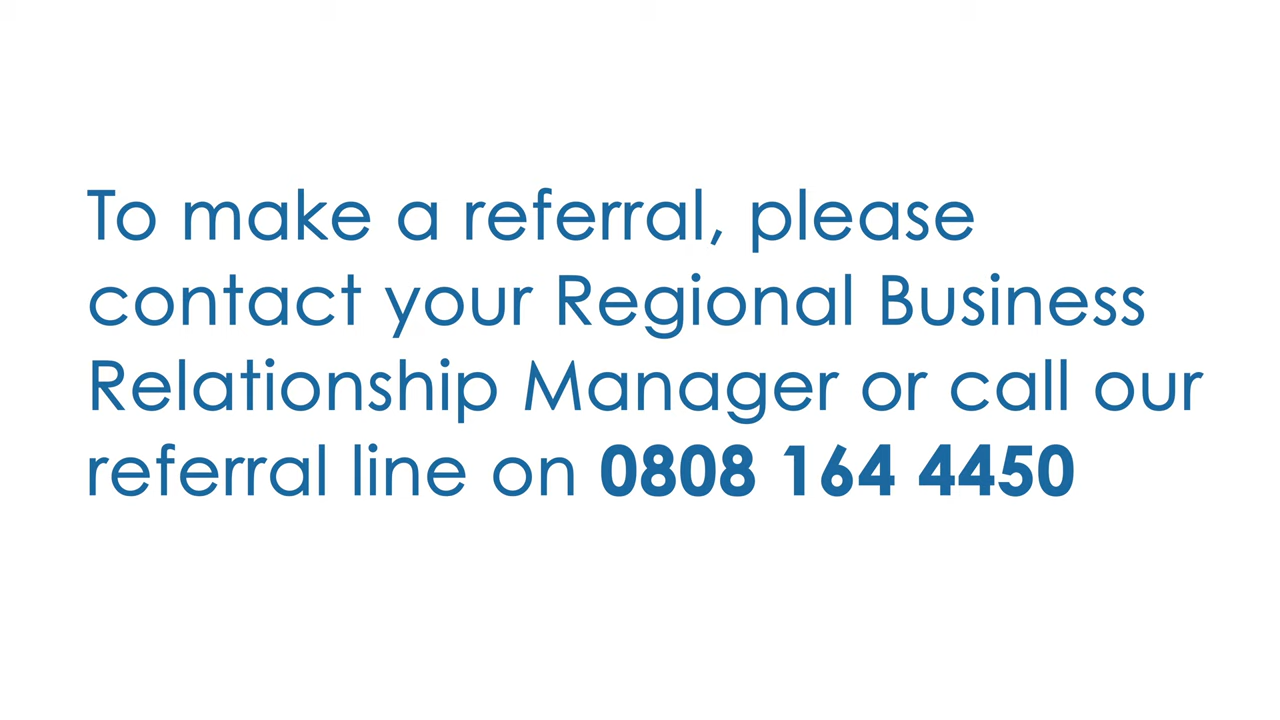 To make a referral, please
contact your Regional Business
Relationship Manager or call our
referral line on 0808 164 4450